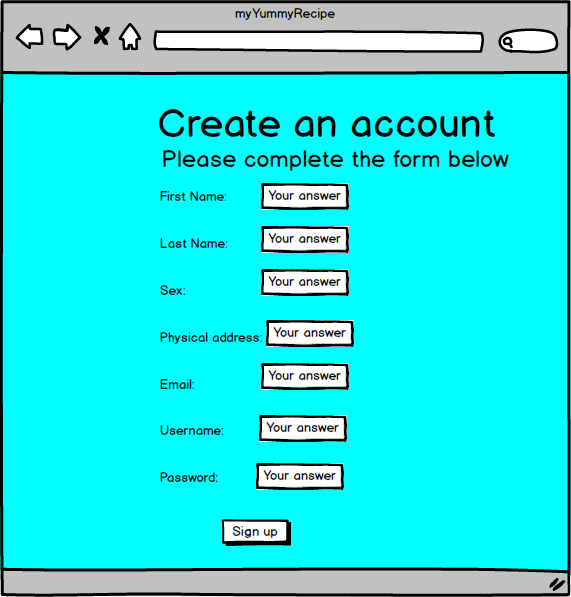 myYummyRecipe
Create an account
Please complete the form below
First Name: Your answer
Last Name: Your answer
Sex: Your answer
Physical address: Your answer
Email: Your answer
Username: Your answer
Password: Your answer
Sign up